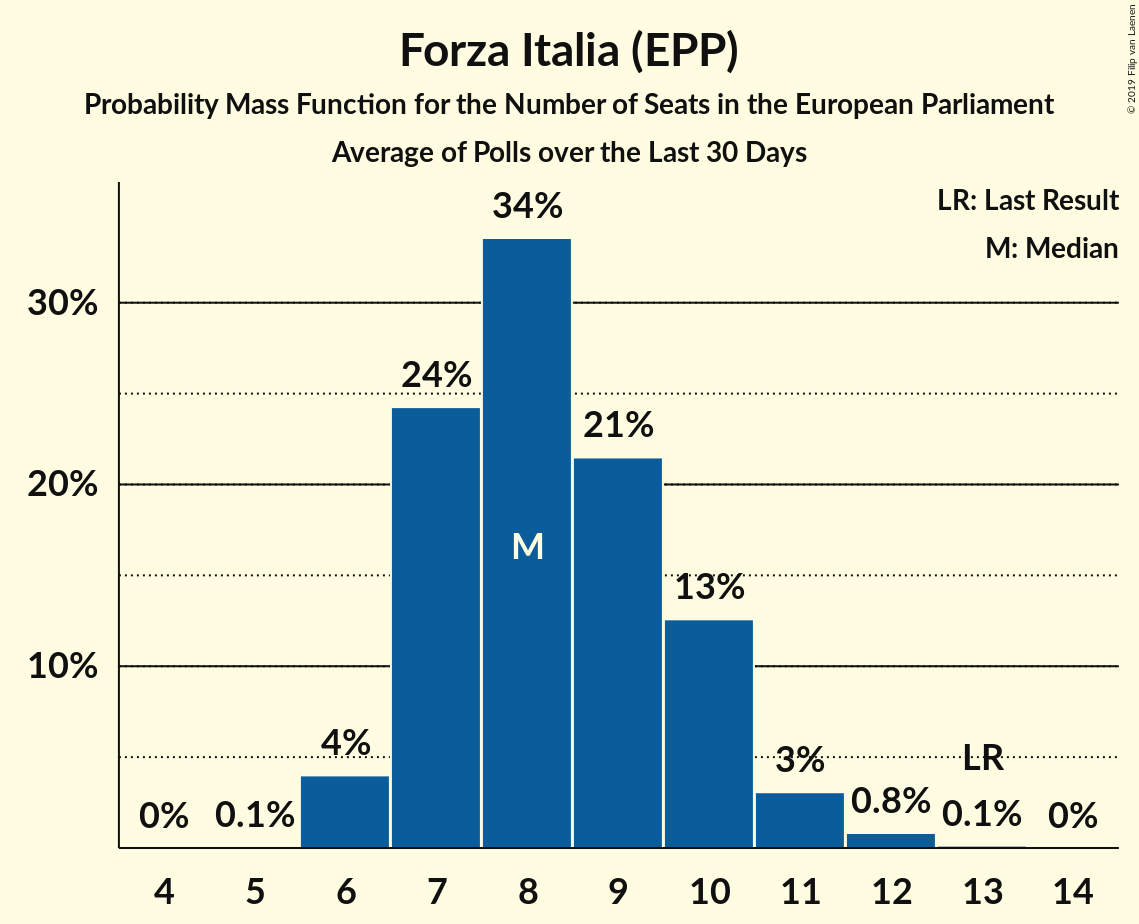 Forza Italia (EPP)
Probability Mass Function for the Number of Seats in the European Parliament
Average of Polls over the Last 30 Days
© 2019 Filip van Laenen
LR: Last Result
M: Median
34%
30%
24%
21%
20%
M
13%
10%
4%
3%
LR
0%
0.1%
0.8%
0.1%
0%
4 5 6 7 8 9 10 11 12 13 14